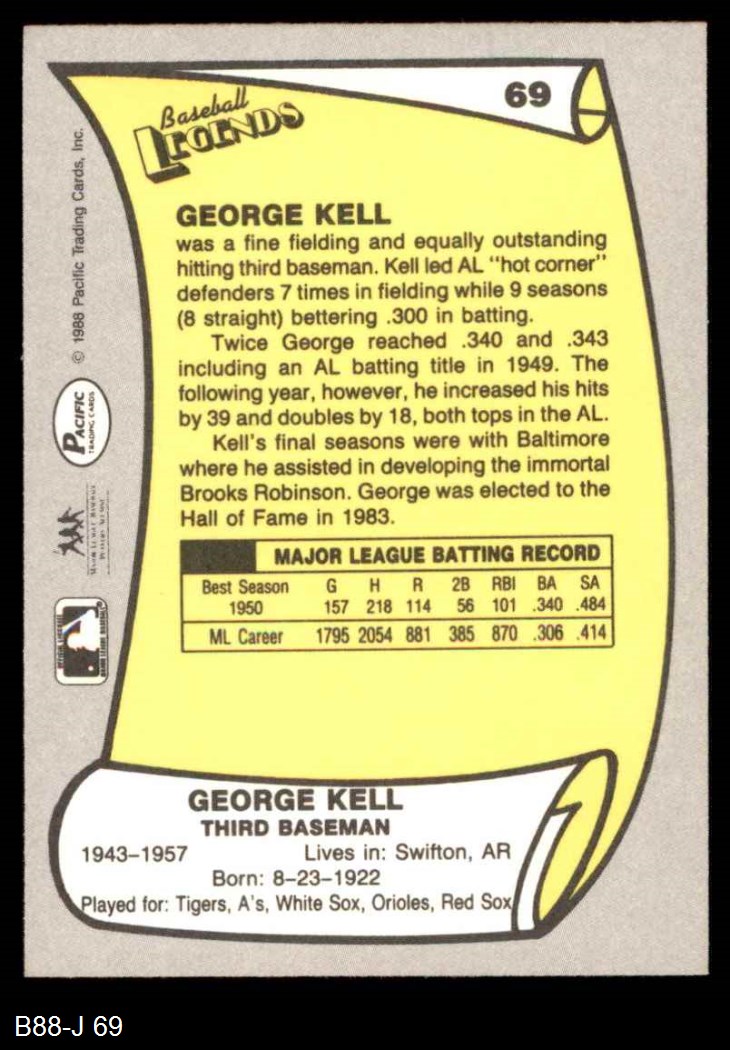 69
Baseball
LEGENDS
GEORGE KELL
was a fine fielding and equally outstanding
hitting third baseman. Kell led AL "hot corner"
defenders 7 times in fielding while 9 seasons
(8 straight) bettering .300 in batting.
Twice George reached .340 and .343
including an AL batting title in 1949. The
following year, however, he increased his hits
by 39 and doubles by 18, both tops in the AL.
Kell's final seasons were with Baltimore
where he assisted in developing the immortal
Brooks Robinson. George was elected to the
Hall of Fame in 1983.
MAJOR LEAGUE BATTING RECORD
Best Season G H R 2B RBI BA SA
1950 157 218 114 56 101 .340 .484
ML Career 1795 2054 881 385 870 .306 .414
GEORGE KELL
THIRD BASEMAN
1943–1957 Lives in: Swifton, AR
Born: 8–23–1922
Played for: Tigers, A's, White Sox, Orioles, Red Sox
© 1988 Pacific Trading Cards, Inc.
PACIFIC
TRADING CARDS
B88-J 69